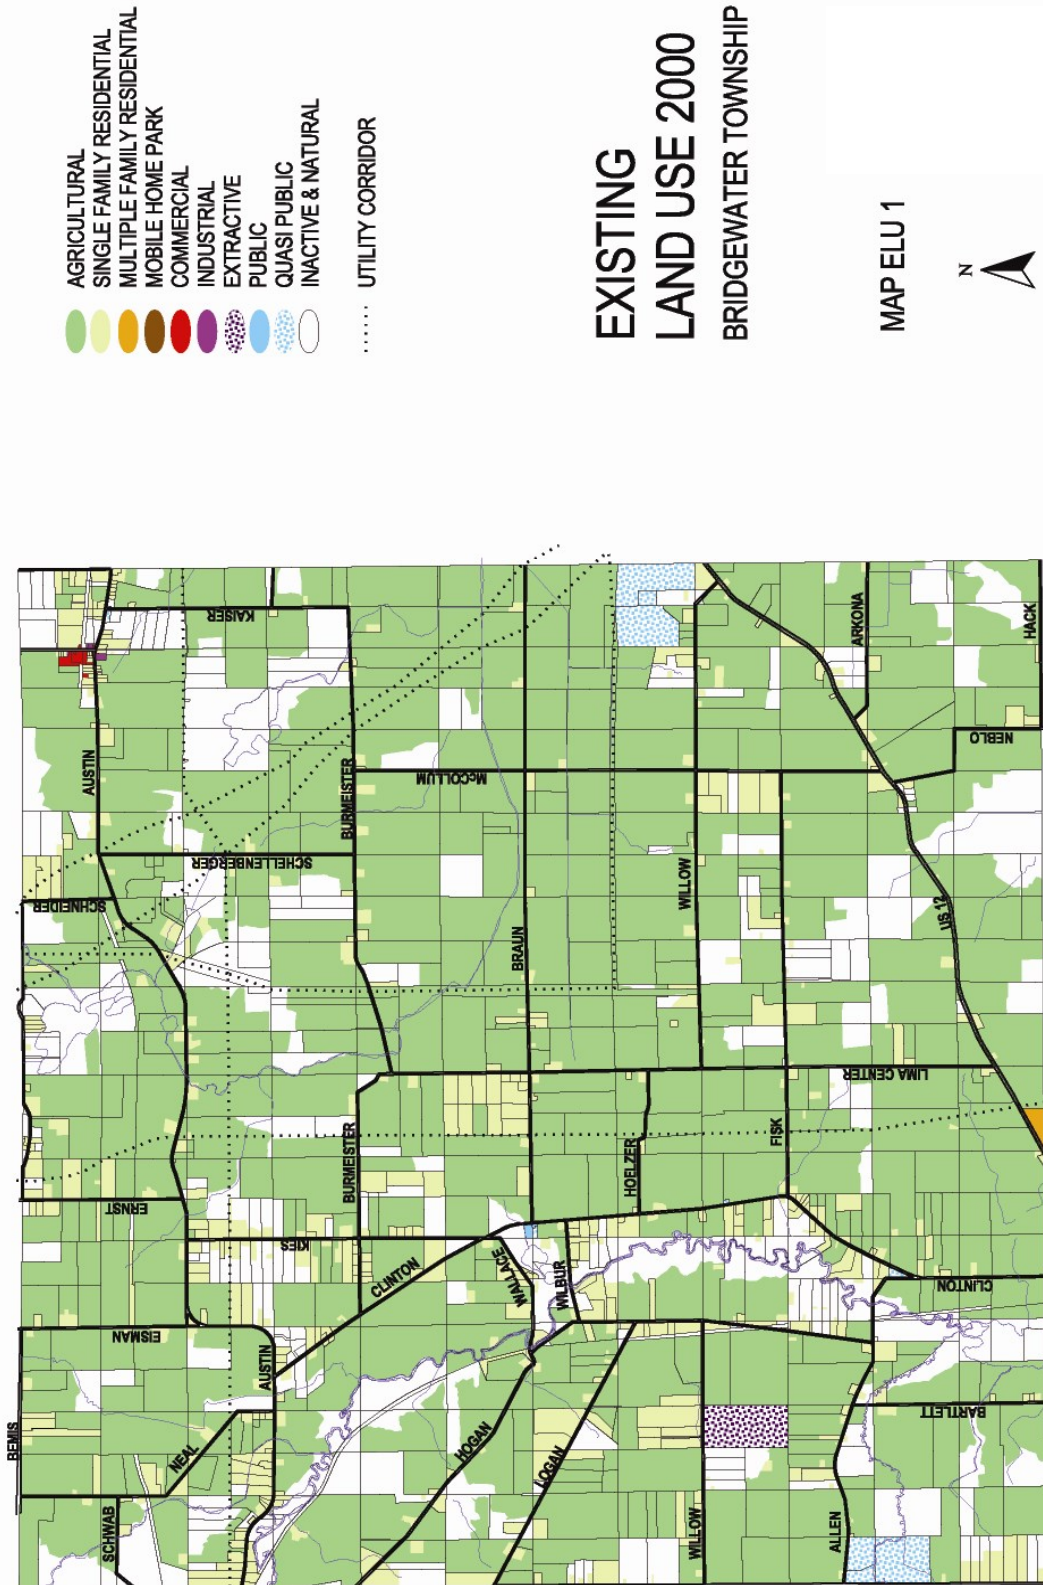 AGRICULTURAL
SINGLE FAMILY RESIDENTIAL
MULTIPLE FAMILY RESIDENTIAL
MOBILE HOME PARK
COMMERCIAL
INDUSTRIAL
EXTRACTIVE
PUBLIC
QUASI PUBLIC
INACTIVE & NATURAL
UTILITY CORRIDOR
EXISTING
LAND USE 2000
BRIDGEWATER TOWNSHIP
MAP ELU 1
N
BEMIS
SCHWAB
NEAL
EISMAN
AUSTIN
ERNST
KIES
SCHNEIDER
AUSTIN
SCHELLENBERGER
KAISER
BURMEISTER
BURMEISTER
CLINTON
McCOLLUM
HOGAN
WALLACE
WILBUR
BRAUN
LOGAN
HOELZER
WILLOW
WILLOW
FISK
ALLEN
LIMA CENTER
ARKONA
US 12
BARTLETT
CLINTON
NEBLO
HACK